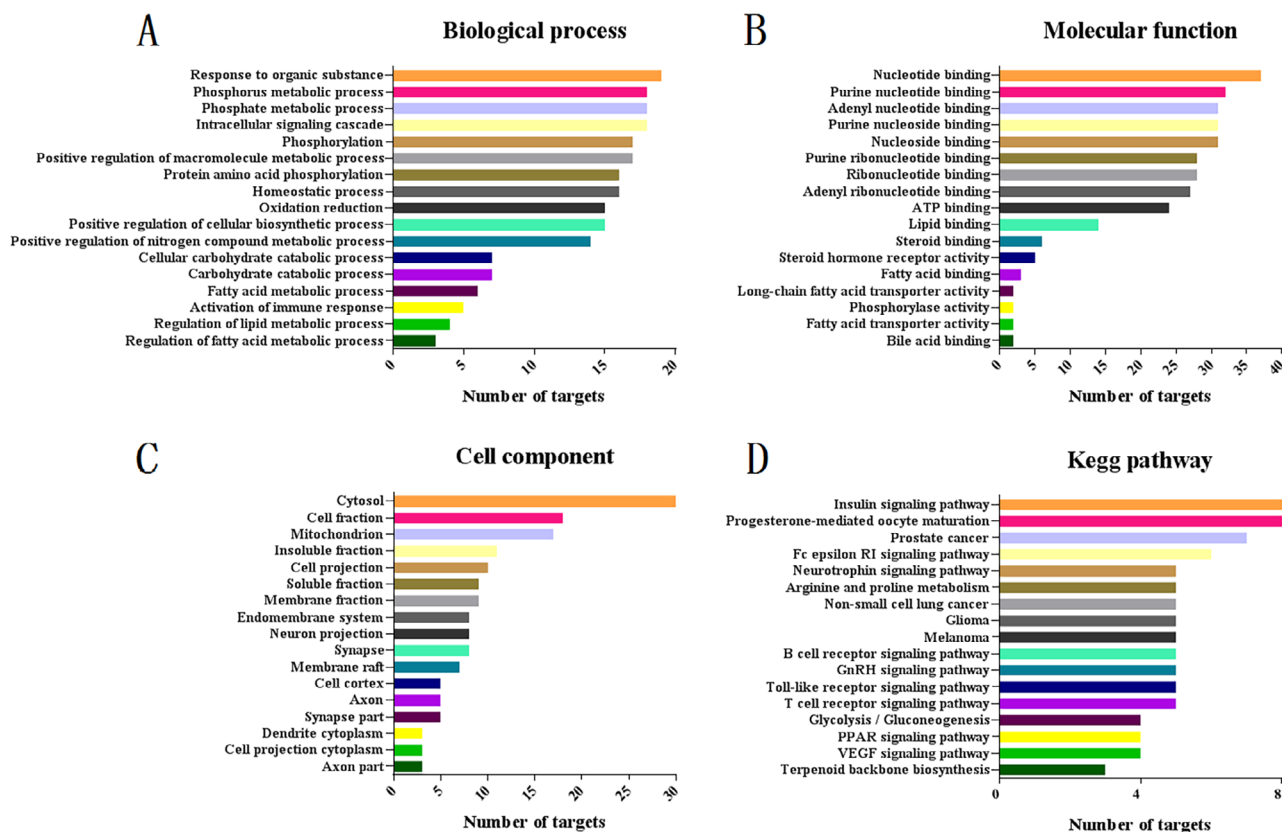 A
Biological process
Response to organic substance
Phosphorus metabolic process
Phosphate metabolic process
Intracellular signaling cascade
Phosphorylation
Positive regulation of macromolecule metabolic process
Protein amino acid phosphorylation
Homeostatic process
Oxidation reduction
Positive regulation of cellular biosynthetic process
Positive regulation of nitrogen compound metabolic process
Cellular carbohydrate catabolic process
Carbohydrate catabolic process
Fatty acid metabolic process
Activation of immune response
Regulation of lipid metabolic process
Regulation of fatty acid metabolic process
0 5 10 15 20
Number of targets
B
Molecular function
Nucleotide binding
Purine nucleotide binding
Adenyl nucleotide binding
Purine nucleoside binding
Nucleoside binding
Purine ribonucleotide binding
Ribonucleotide binding
Adenyl ribonucleotide binding
ATP binding
Lipid binding
Steroid binding
Steroid hormone receptor activity
Fatty acid binding
Long-chain fatty acid transporter activity
Phosphorylase activity
Fatty acid transporter activity
Bile acid binding
0 5 10 15 20 25 30 35 40
Number of targets
C
Cell component
Cytosol
Cell fraction
Mitochondrion
Insoluble fraction
Cell projection
Soluble fraction
Membrane fraction
Endomembrane system
Neuron projection
Synapse
Membrane raft
Cell cortex
Axon
Synapse part
Dendrite cytoplasm
Cell projection cytoplasm
Axon part
0 5 10 15 20 25 30
Number of targets
D
Kegg pathway
Insulin signaling pathway
Progesterone-mediated oocyte maturation
Prostate cancer
Fc epsilon RI signaling pathway
Neurotrophin signaling pathway
Arginine and proline metabolism
Non-small cell lung cancer
Glioma
Melanoma
B cell receptor signaling pathway
GnRH signaling pathway
Toll-like receptor signaling pathway
T cell receptor signaling pathway
Glycolysis / Gluconeogenesis
PPAR signaling pathway
VEGF signaling pathway
Terpenoid backbone biosynthesis
0 4 8
Number of targets